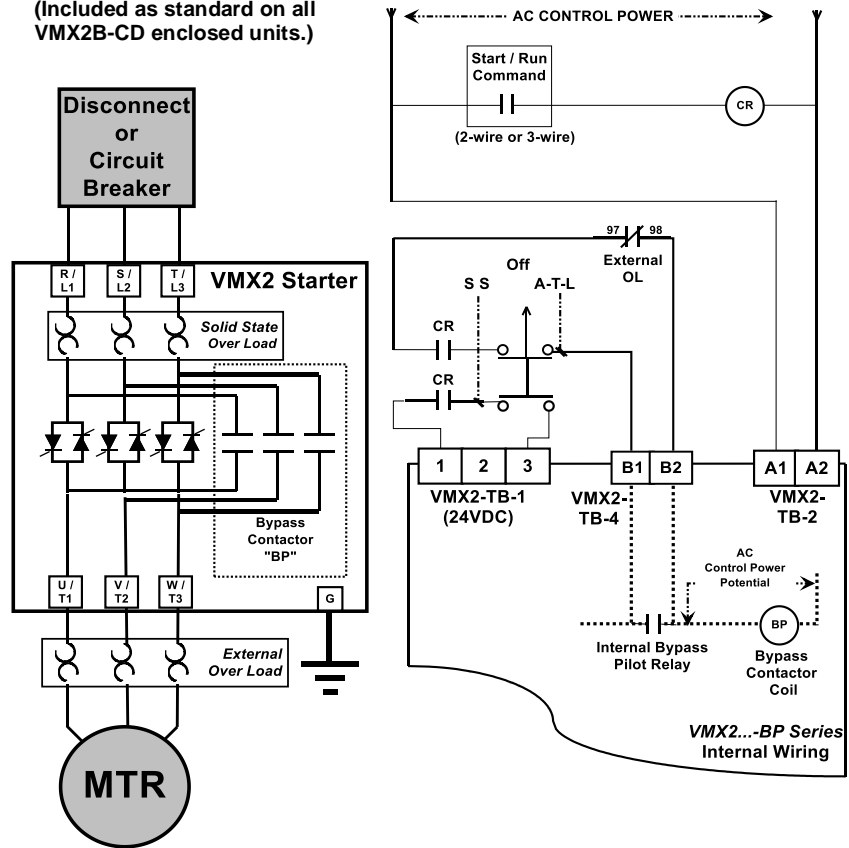 (Included as standard on all
VMX2B-CD enclosed units.)
Disconnect
or
Circuit
Breaker
R / L1
S / L2
T / L3
VMX2 Starter
Solid State
Over Load
Bypass
Contactor
"BP"
U / T1
V / T2
W / T3
G
External
Over Load
MTR
AC CONTROL POWER
Start / Run
Command
CR
(2-wire or 3-wire)
97 98
External
OL
Off
S S
A-T-L
CR
CR
1 2 3
B1 B2
A1 A2
VMX2-TB-1
(24VDC)
VMX2-
TB-4
VMX2-
TB-2
AC
Control Power
Potential
BP
Internal Bypass
Pilot Relay
Bypass
Contactor
Coil
VMX2...-BP Series
Internal Wiring